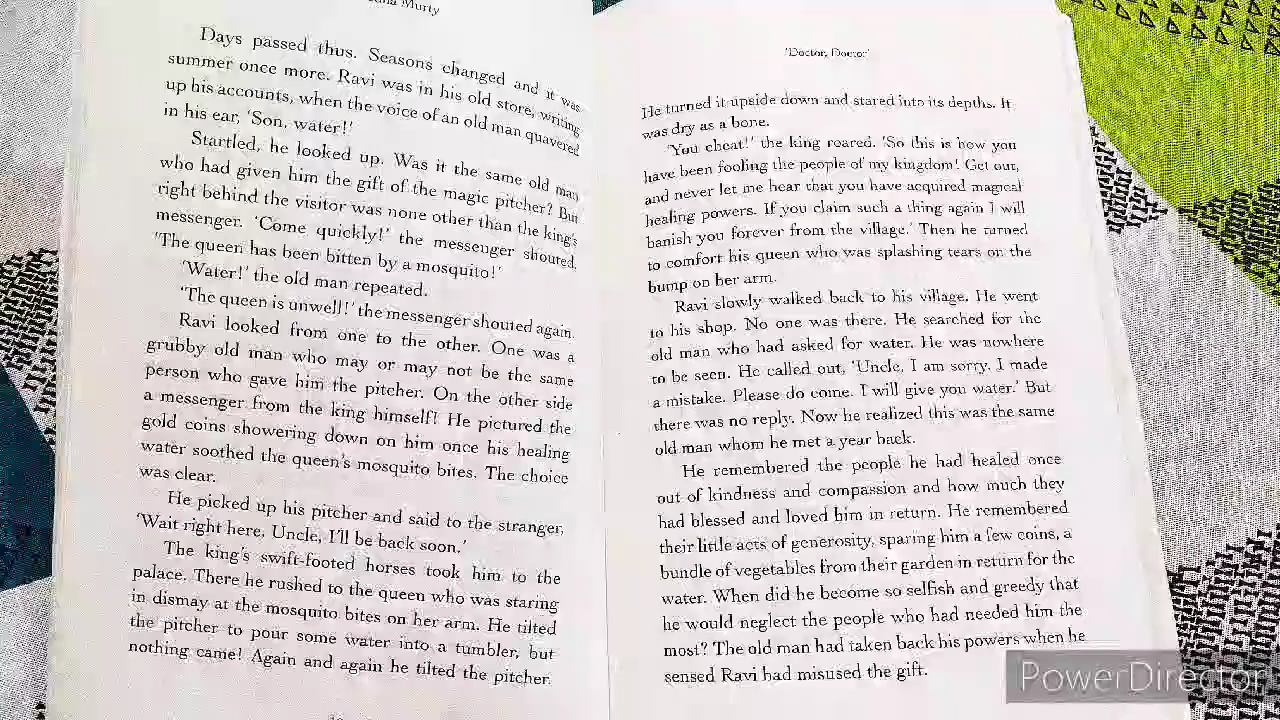 Murty
Days passed thus. Seasons changed and it was
summer once more. Ravi was in his old store, writing
up his accounts, when the voice of an old man quavered
in his ear, 'Son, water!'
Startled, he looked up. Was it the same old man
who had given him the gift of the magic pitcher? But
right behind the visitor was none other than the king's
messenger. 'Come quickly!' the messenger shouted.
'The queen has been bitten by a mosquito!'
'Water!' the old man repeated.
'The queen is unwell!' the messenger shouted again.
Ravi looked from one to the other. One was a
grubby old man who may or may not be the same
person who gave him the pitcher. On the other side
a messenger from the king himself! He pictured the
gold coins showering down on him once his healing
water soothed the queen's mosquito bites. The choice
was clear.
He picked up his pitcher and said to the stranger,
'Wait right here, Uncle, I'll be back soon.'
The king's swift-footed horses took him to the
palace. There he rushed to the queen who was staring
in dismay at the mosquito bites on her arm. He tilted
the pitcher to pour some water into a tumbler, but
nothing came! Again and again he tilted the pitcher.
'Doctor, Doctor'
He turned it upside down and stared into its depths. It
was dry as a bone.
'You cheat!' the king roared. 'So this is how you
have been fooling the people of my kingdom! Get out,
and never let me hear that you have acquired magical
healing powers. If you claim such a thing again I will
banish you forever from the village.' Then he turned
to comfort his queen who was splashing tears on the
bump on her arm.
Ravi slowly walked back to his village. He went
to his shop. No one was there. He searched for the
old man who had asked for water. He was nowhere
to be seen. He called out, 'Uncle, I am sorry. I made
a mistake. Please do come. I will give you water.' But
there was no reply. Now he realized this was the same
old man whom he met a year back.
He remembered the people he had healed once
out of kindness and compassion and how much they
had blessed and loved him in return. He remembered
their little acts of generosity, sparing him a few coins, a
bundle of vegetables from their garden in return for the
water. When did he become so selfish and greedy that
he would neglect the people who had needed him the
most? The old man had taken back his powers when he
sensed Ravi had misused the gift.
PowerDirector